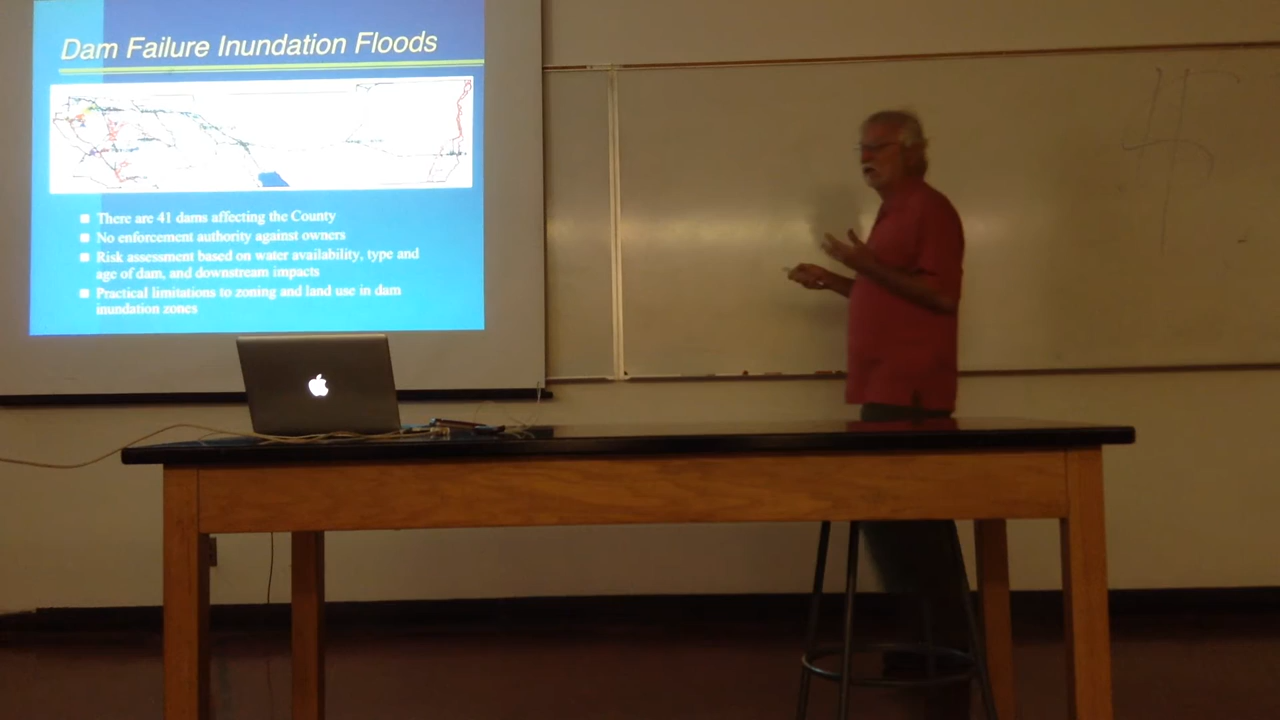 Dam Failure Inundation Floods
There are 41 dams affecting the County
No enforcement authority against owners
Risk assessment based on water availability, type and
age of dam, and downstream impacts
Practical limitations to zoning and land use in dam
inundation zones